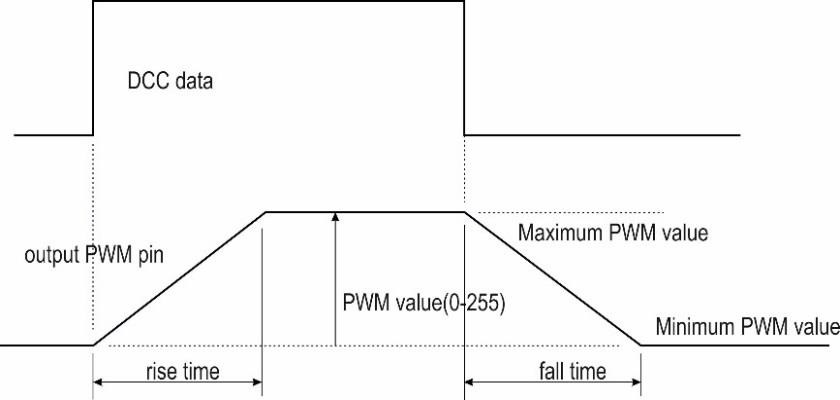 DCC data
output PWM pin
Maximum PWM value
PWM value(0-255)
Minimum PWM value
rise time
fall time